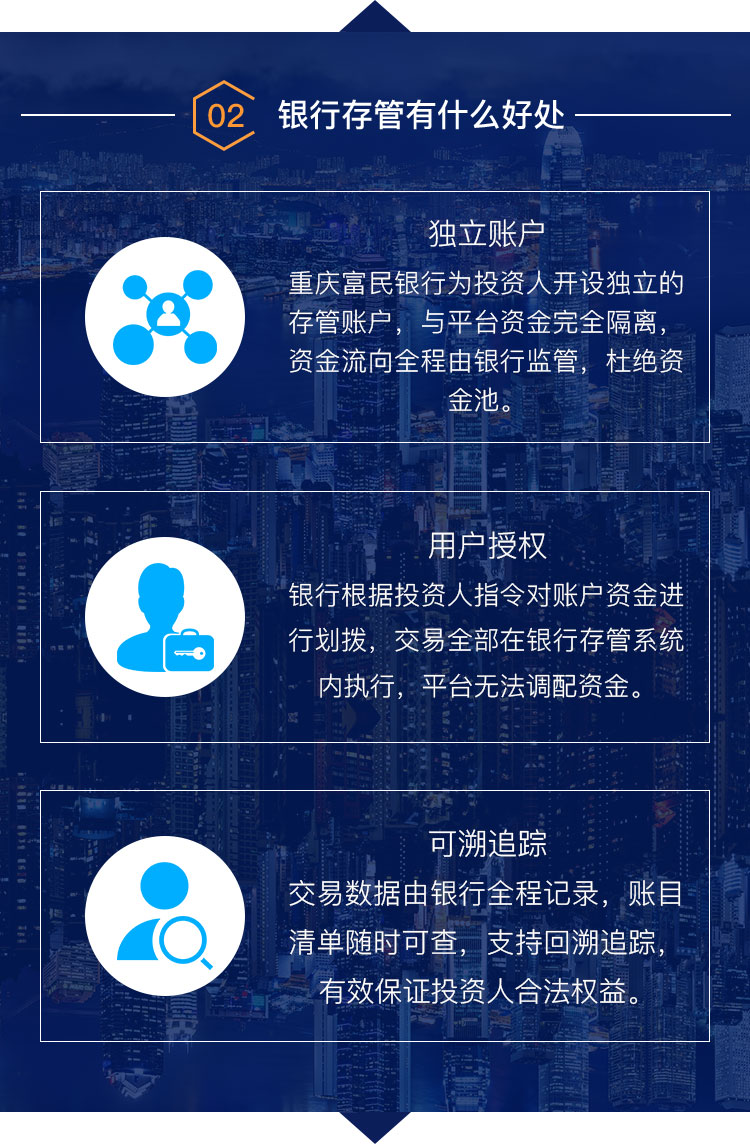 02 银行存管有什么好处
独立账户
重庆富民银行为投资人开设独立的
存管账户，与平台资金完全隔离，
资金流向全程由银行监管，杜绝资
金池。
用户授权
银行根据投资人指令对账户资金进
行划拨，交易全部在银行存管系统
内执行，平台无法调配资金。
可溯追踪
交易数据由银行全程记录，账目
清单随时可查，支持回溯追踪，
有效保证投资人合法权益。